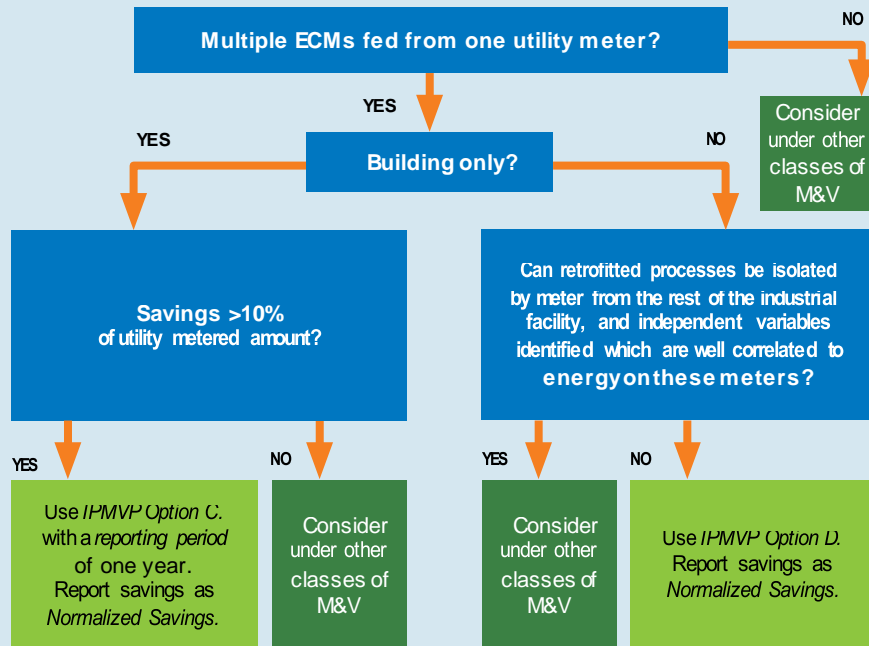 Multiple ECMs fed from one utility meter?
NO
YES
Consider
under other
classes of
M&V
YES
Building only?
NO
Savings >10%
of utility metered amount?
Can retrofitted processes be isolated
by meter from the rest of the industrial
facility, and independent variables
identified which are well correlated to
energy on these meters?
YES
Use IPMVP Option C.
with a reporting period
of one year.
Report savings as
Normalized Savings.
NO
Consider
under other
classes of
M&V
YES
Consider
under other
classes of
M&V
NO
Use IPMVP Option D.
Report savings as
Normalized Savings.